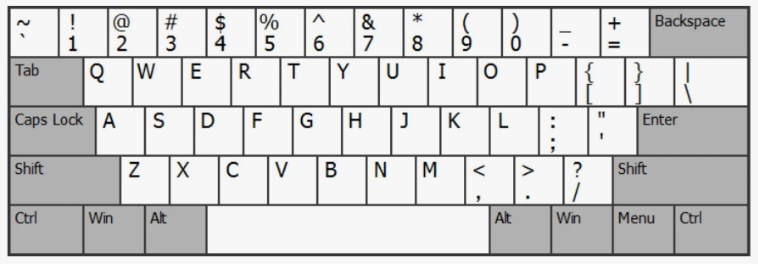 ~ ! @ # $ % ^ & * ( ) _ + Backspace
` 1 2 3 4 5 6 7 8 9 0 - =
Tab Q W E R T Y U I O P { } |
[ ] \
Caps Lock A S D F G H J K L : " Enter
; '
Shift Z X C V B N M < > ? Shift
, . /
Ctrl Win Alt Alt Win Menu Ctrl